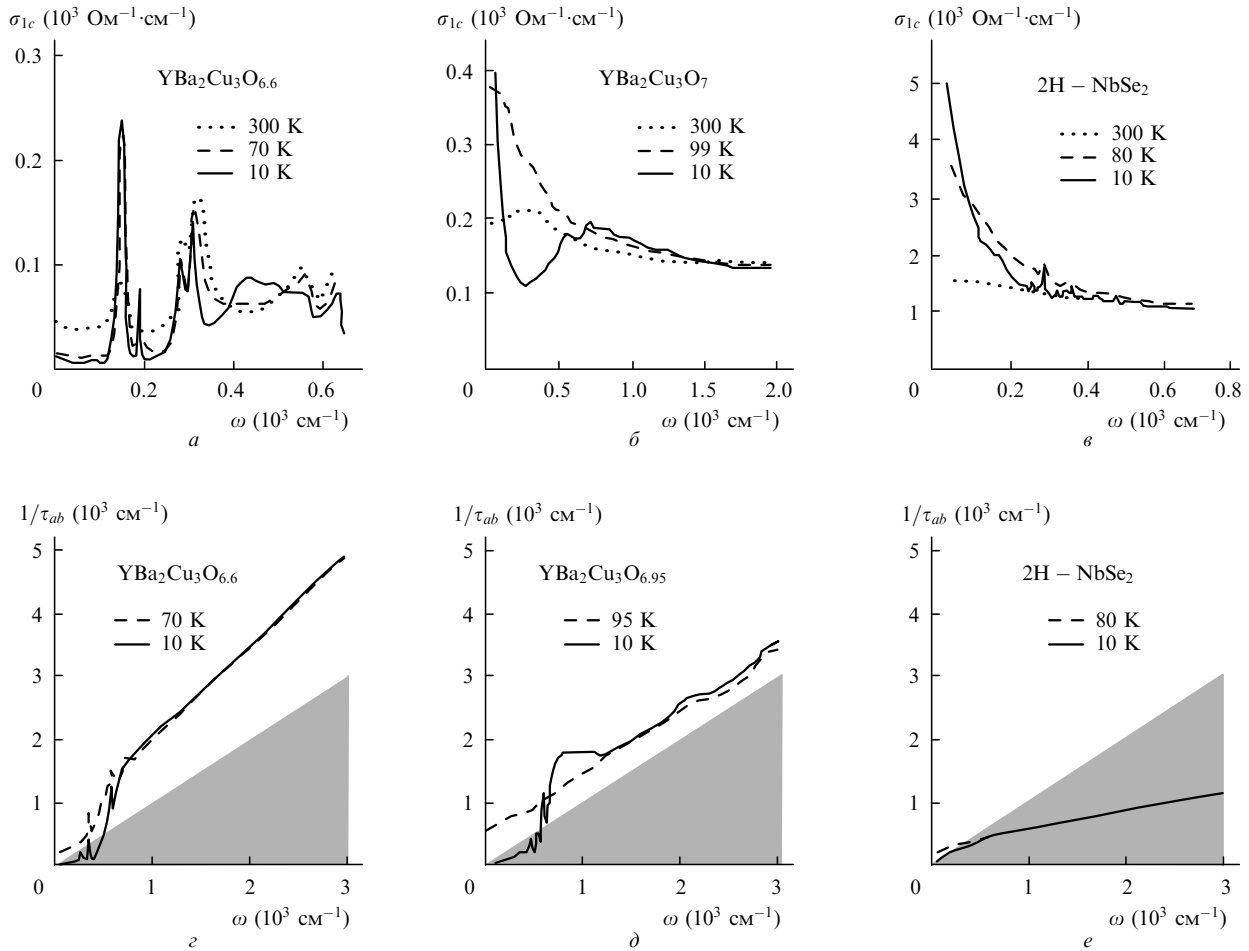 σ₁c (10³ Ом⁻¹·см⁻¹)
YBa₂Cu₃O₆.₆
300 K
70 K
10 K
0.3
0.2
0.1
0
0.2
0.4
0.6
ω (10³ см⁻¹)
а
σ₁c (10³ Ом⁻¹·см⁻¹)
YBa₂Cu₃O₇
300 K
99 K
10 K
0.4
0.3
0.2
0.1
0
0.5
1.0
1.5
2.0
ω (10³ см⁻¹)
б
σ₁c (10³ Ом⁻¹·см⁻¹)
2H – NbSe₂
300 K
80 K
10 K
5
4
3
2
1
0
0.2
0.4
0.6
0.8
ω (10³ см⁻¹)
в
1/τab (10³ см⁻¹)
YBa₂Cu₃O₆.₆
70 K
10 K
5
4
3
2
1
0
1
2
3
ω (10³ см⁻¹)
г
1/τab (10³ см⁻¹)
YBa₂Cu₃O₆.₉₅
95 K
10 K
5
4
3
2
1
0
1
2
3
ω (10³ см⁻¹)
д
1/τab (10³ см⁻¹)
2H – NbSe₂
80 K
10 K
5
4
3
2
1
0
1
2
3
ω (10³ см⁻¹)
е